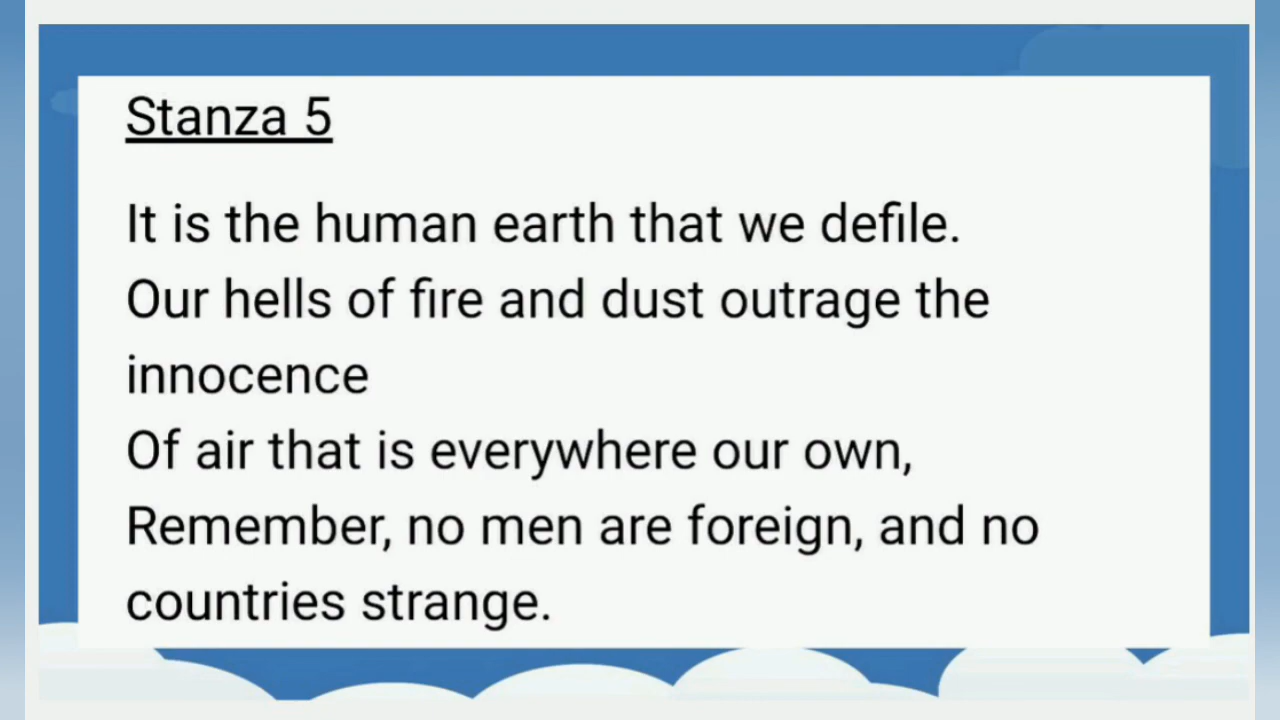 Stanza 5
It is the human earth that we defile.
Our hells of fire and dust outrage the
innocence
Of air that is everywhere our own,
Remember, no men are foreign, and no
countries strange.